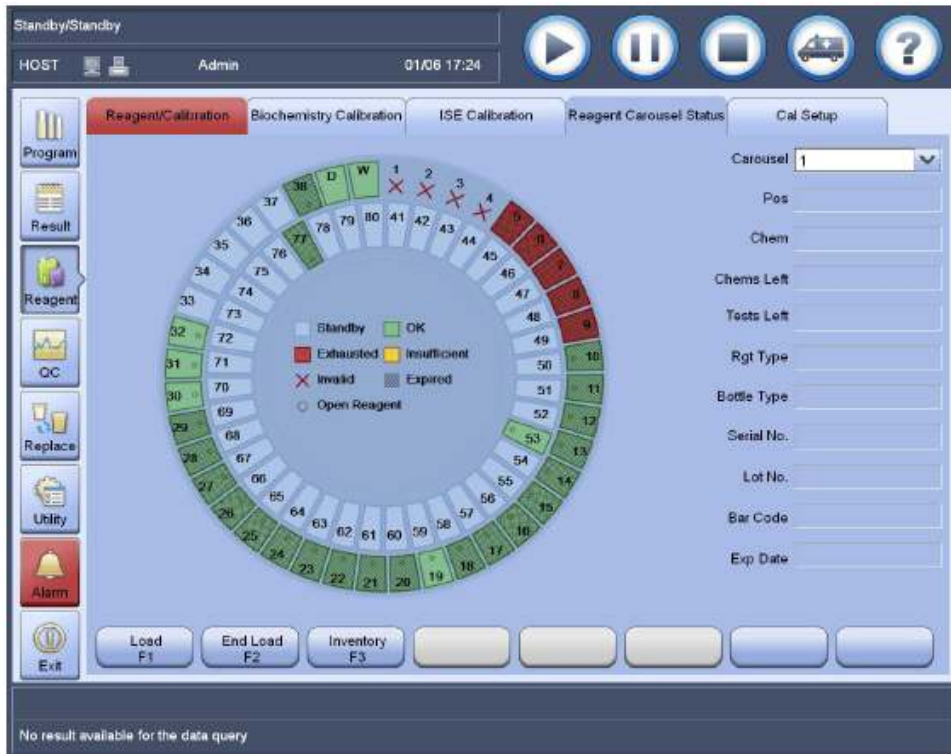 Standby/Standby
HOST Admin 01/06 17:24
?
Program
Result
Reagent
QC
Replace
Utility
Alarm
Exit
Reagent/Calibration Biochemistry Calibration ISE Calibration Reagent Carousel Status Cal Setup
38 D W 1 2 3 4 5 6 7 8 9 10 11 12 13 14 15 16 17 18 19 20 21 22 23 24 25 26 27 28 29 30 31 32 33 34 35 36 37
77 78 79 80 41 42 43 44 45 46 47 48 49 50 51 52 53 54 55 56 57 58 59 60 61 62 63 64 65 66 67 68 69 70 71 72 73 74 75 76
Standby OK
Exhausted Insufficient
Invalid Expired
Open Reagent
Carousel 1
Pos
Chem
Chems Left
Tests Left
Rgt Type
Bottle Type
Serial No.
Lot No.
Bar Code
Exp Date
Load
F1
End Load
F2
Inventory
F3
No result available for the data query